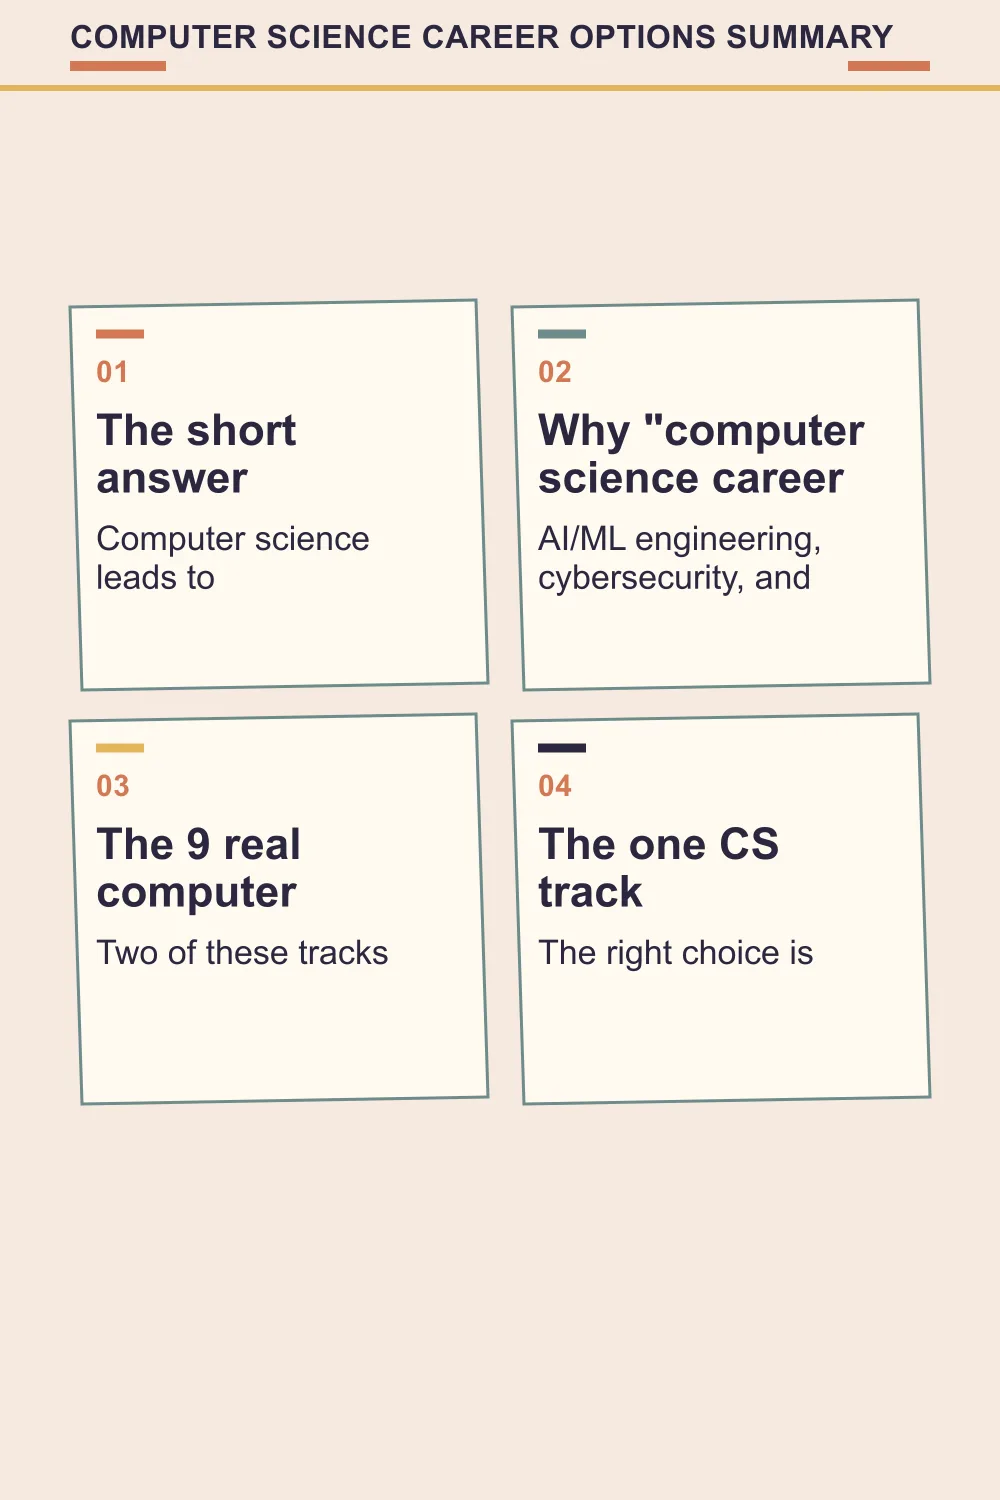 COMPUTER SCIENCE CAREER OPTIONS SUMMARY
01
The short
answer
Computer science
leads to
02
Why "computer
science career
AI/ML engineering,
cybersecurity, and
03
The 9 real
computer
Two of these tracks
04
The one CS
track
The right choice is